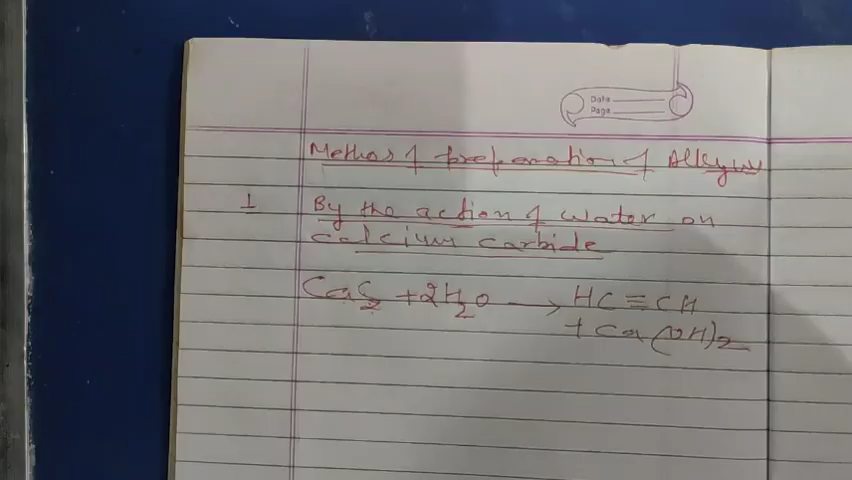 Date
Page
Method of preparation of Alkynes
1 By the action of water on
calcium carbide
CaC2 + 2H2O → HC≡CH
+ Ca(OH)2